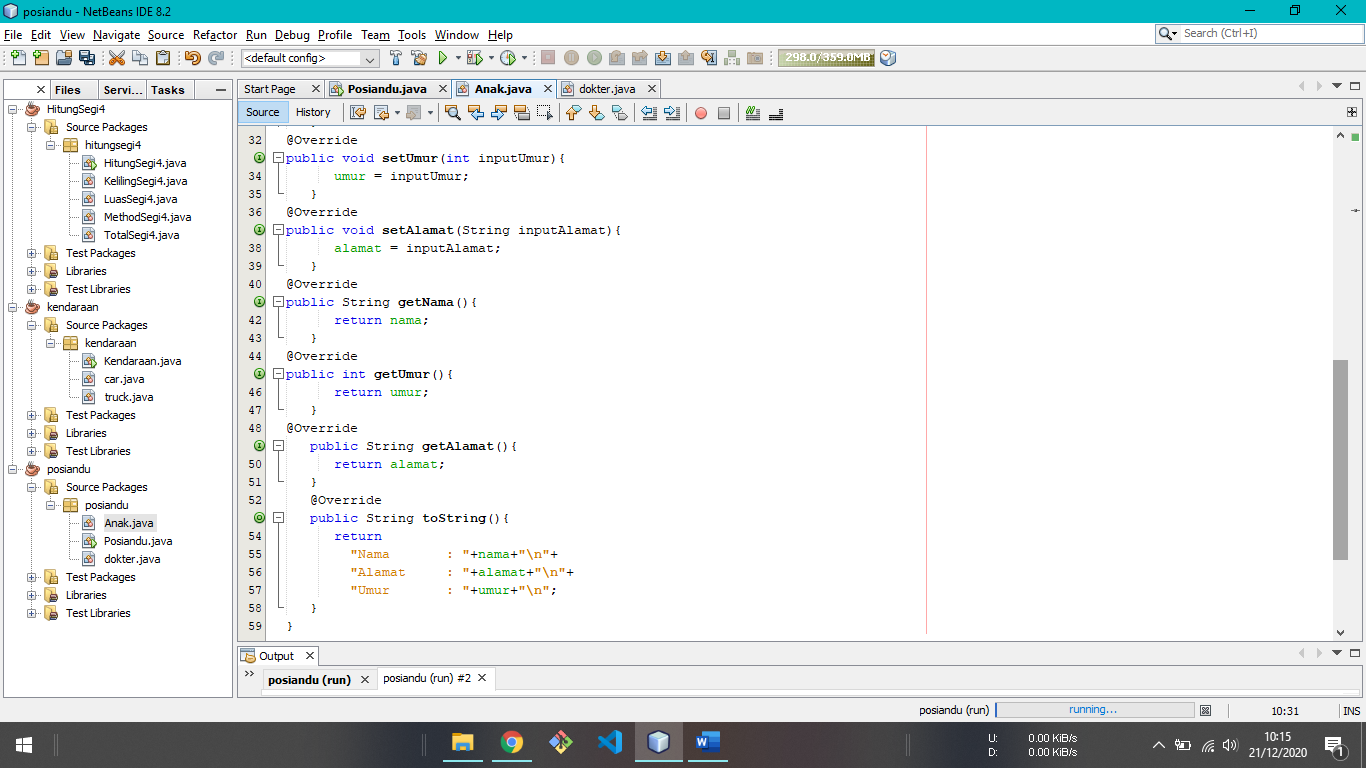 posiandu - NetBeans IDE 8.2
File Edit View Navigate Source Refactor Run Debug Profile Team Tools Window Help
Search (Ctrl+I)
<default config>
298.0/359.0MB
Files Servi... Tasks
Start Page Posiandu.java Anak.java dokter.java
Source History
HitungSegi4
Source Packages
hitungsegi4
HitungSegi4.java
KelilingSegi4.java
LuasSegi4.java
MethodSegi4.java
TotalSegi4.java
Test Packages
Libraries
Test Libraries
kendaraan
Source Packages
kendaraan
Kendaraan.java
car.java
truck.java
Test Packages
Libraries
Test Libraries
posiandu
Source Packages
posiandu
Anak.java
Posiandu.java
dokter.java
Test Packages
Libraries
Test Libraries
32 @Override
public void setUmur(int inputUmur){
34 umur = inputUmur;
35 }
36 @Override
public void setAlamat(String inputAlamat){
38 alamat = inputAlamat;
39 }
40 @Override
public String getNama(){
42 return nama;
43 }
44 @Override
public int getUmur(){
46 return umur;
47 }
48 @Override
public String getAlamat(){
50 return alamat;
51 }
52 @Override
public String toString(){
54 return
55 "Nama       : "+nama+"\n"+
56 "Alamat     : "+alamat+"\n"+
57 "Umur       : "+umur+"\n";
58 }
59 }
Output
posiandu (run) posiandu (run) #2
posiandu (run) running... 10:31 INS
U: 0.00 KiB/s
D: 0.00 KiB/s
10:15
21/12/2020
1